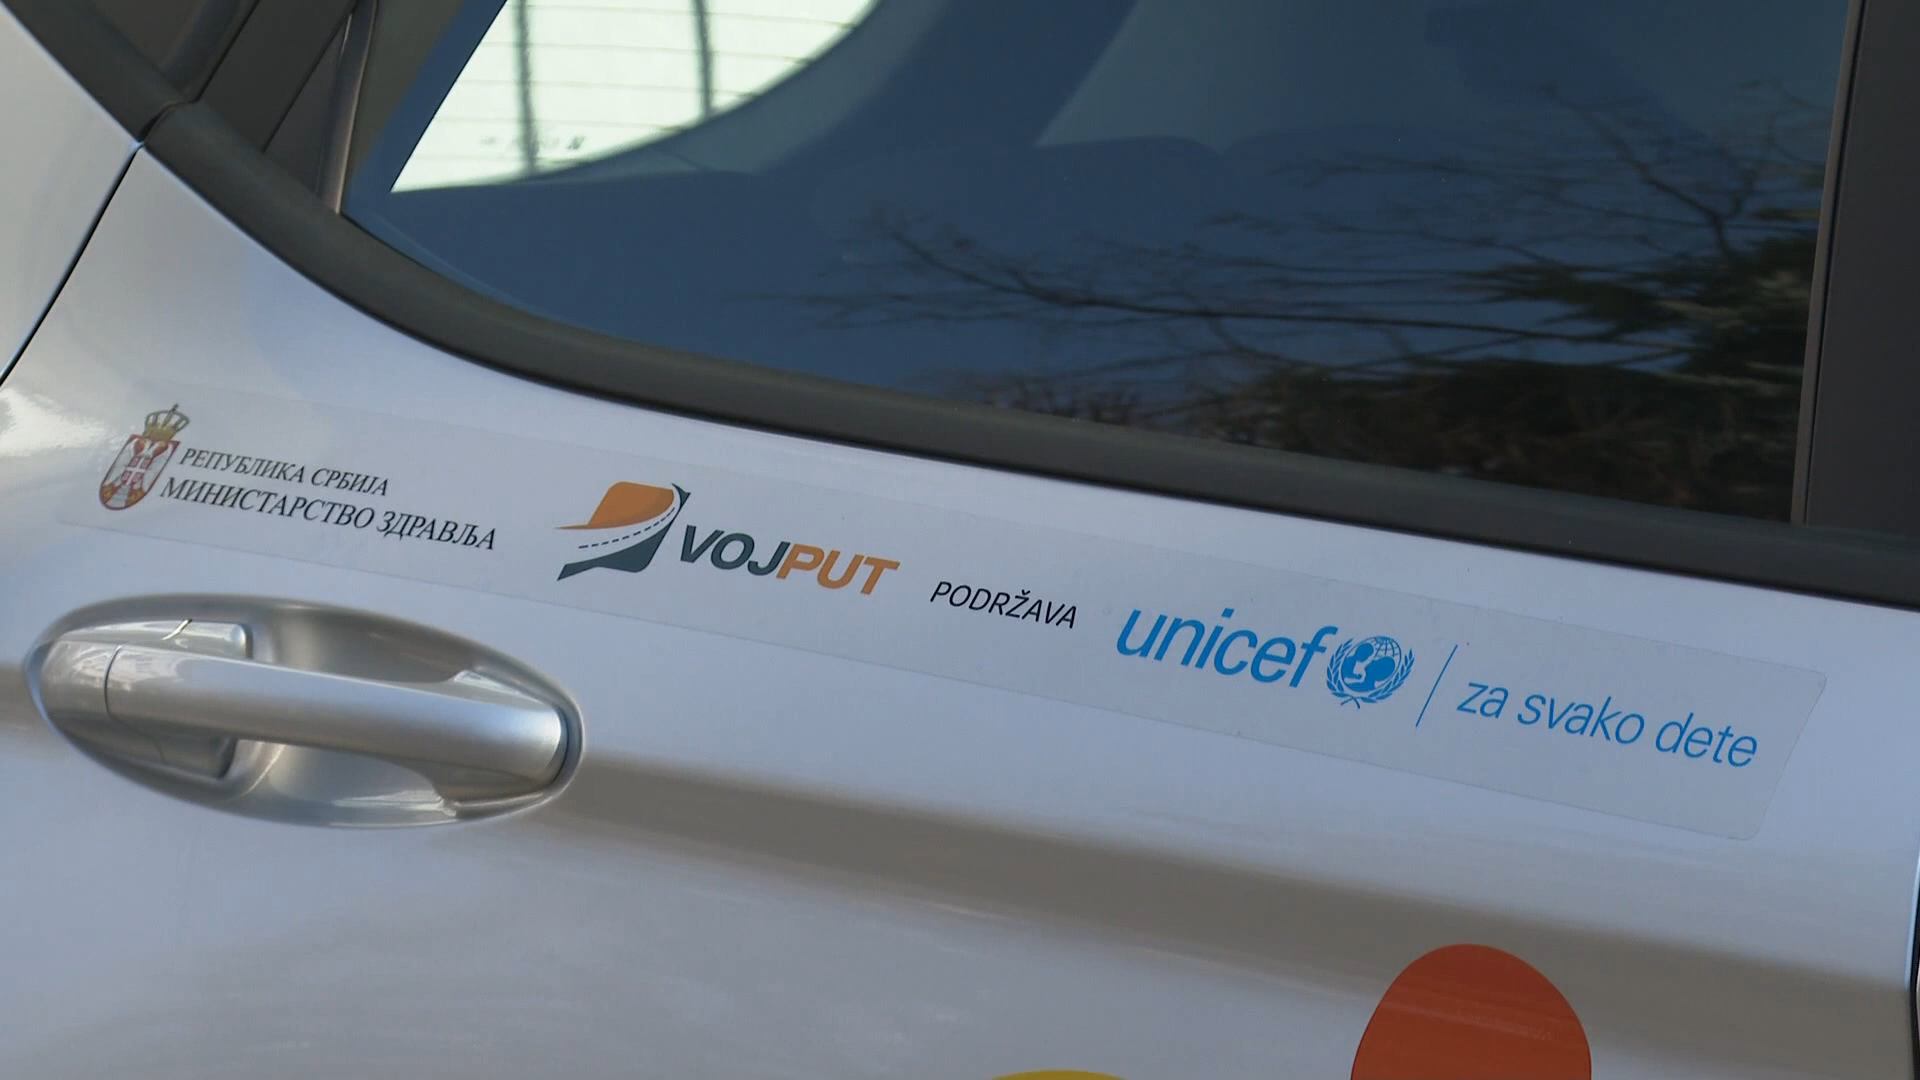 РЕПУБЛИКА СРБИЈА
МИНИСТАРСТВО ЗДРАВЉА
VOJPUT
PODRŽAVA
unicef
za svako dete